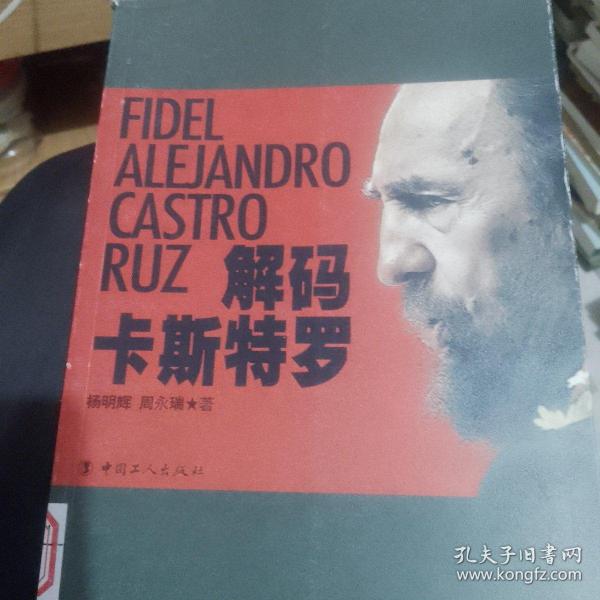 FIDEL
ALEJANDRO
CASTRO
RUZ 解码
卡斯特罗
杨明辉 周永瑞★著
中国工人出版社
孔夫子旧书网
www.kongfz.com